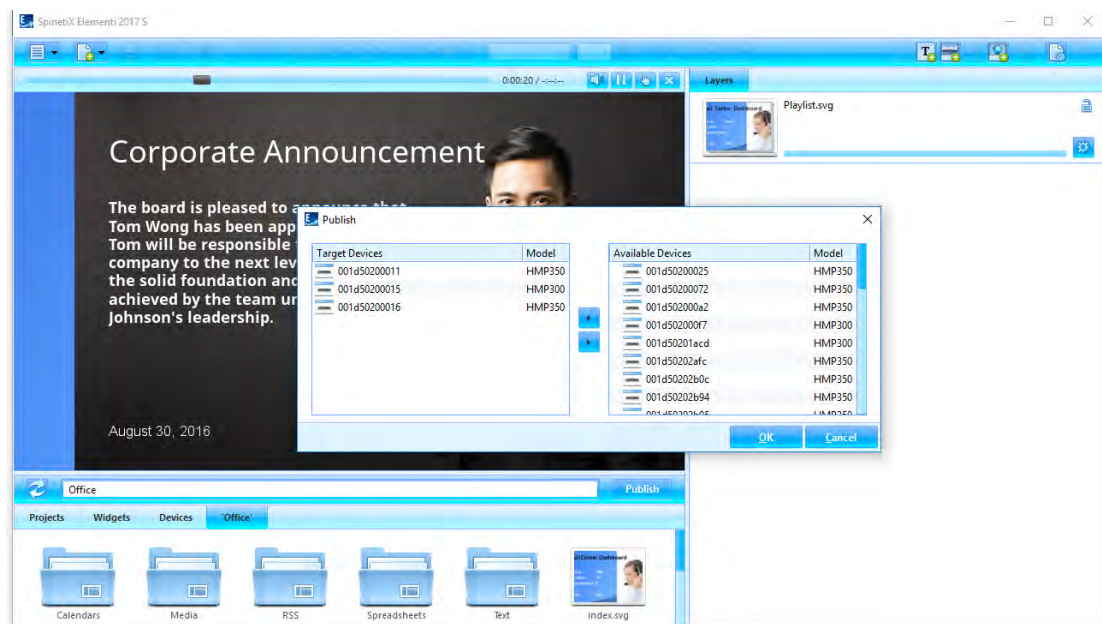 SpinetiX Elementi 2017 S
0:00:20 / -:--:--
Layers
Playlist.svg
Corporate Announcement
The board is pleased to
Tom Wong has been app
Tom will be responsible
company to the next lev
the solid foundation and
achieved by the team un
Johnson's leadership.
August 30, 2016
Publish
Target Devices Model
001d50200011 HMP350
001d50200015 HMP300
001d50200016 HMP350
Available Devices Model
001d50200025 HMP350
001d50200072 HMP350
001d502000a2 HMP350
001d502000f7 HMP300
001d50201acd HMP300
001d50202afc HMP350
001d50202b0c HMP350
001d50202b94 HMP350
OK Cancel
Office
Publish
Projects Widgets Devices 'Office'
Calendars Media RSS Spreadsheets Text index.svg